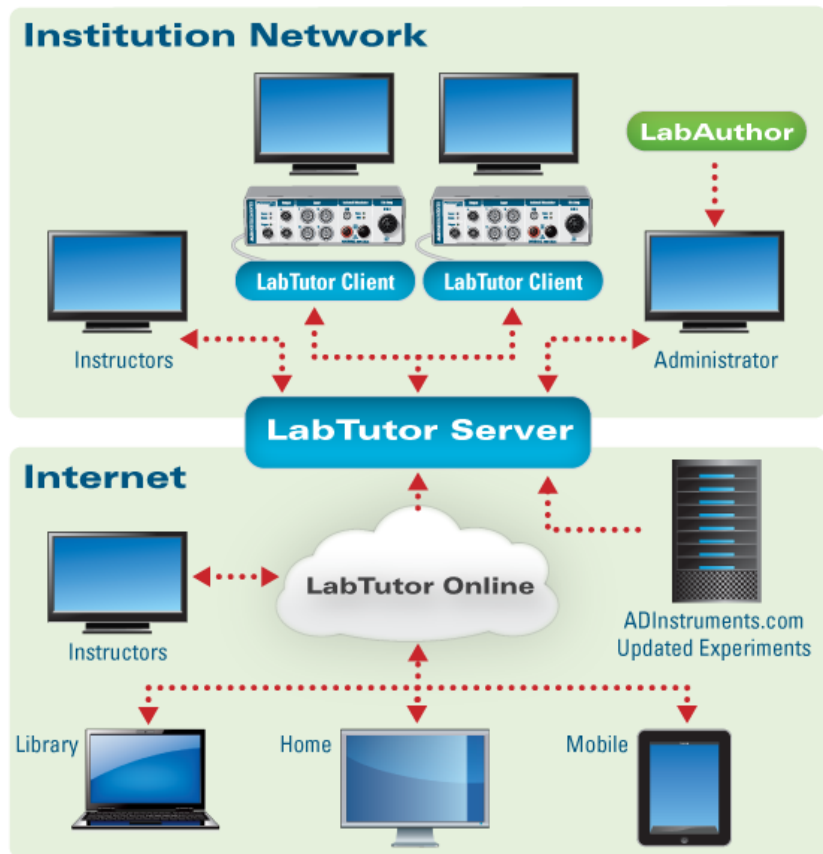 Institution Network
LabAuthor
LabTutor Client
LabTutor Client
Instructors
Administrator
LabTutor Server
Internet
LabTutor Online
Instructors
ADInstruments.com
Updated Experiments
Library
Home
Mobile